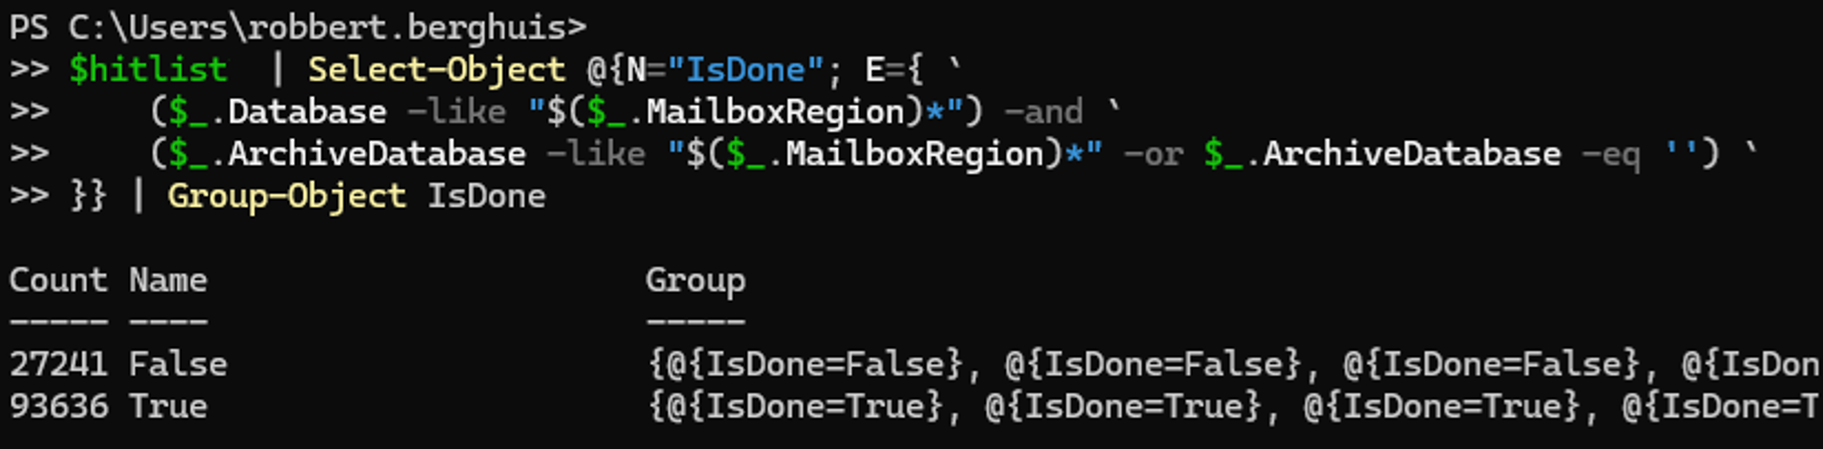 PS C:\Users\robbert.berghuis>
>> $hitlist  | Select-Object @{N="IsDone"; E={ `
>>     ($_.Database -like "$($_.MailboxRegion)*") -and `
>>     ($_.ArchiveDatabase -like "$($_.MailboxRegion)*" -or $_.ArchiveDatabase -eq '') `
>> }} | Group-Object IsDone
Count Name                      Group
----- ----                      -----
27241 False                     {@{IsDone=False}, @{IsDone=False}, @{IsDone=False}, @{IsDon
93636 True                      {@{IsDone=True}, @{IsDone=True}, @{IsDone=True}, @{IsDone=T